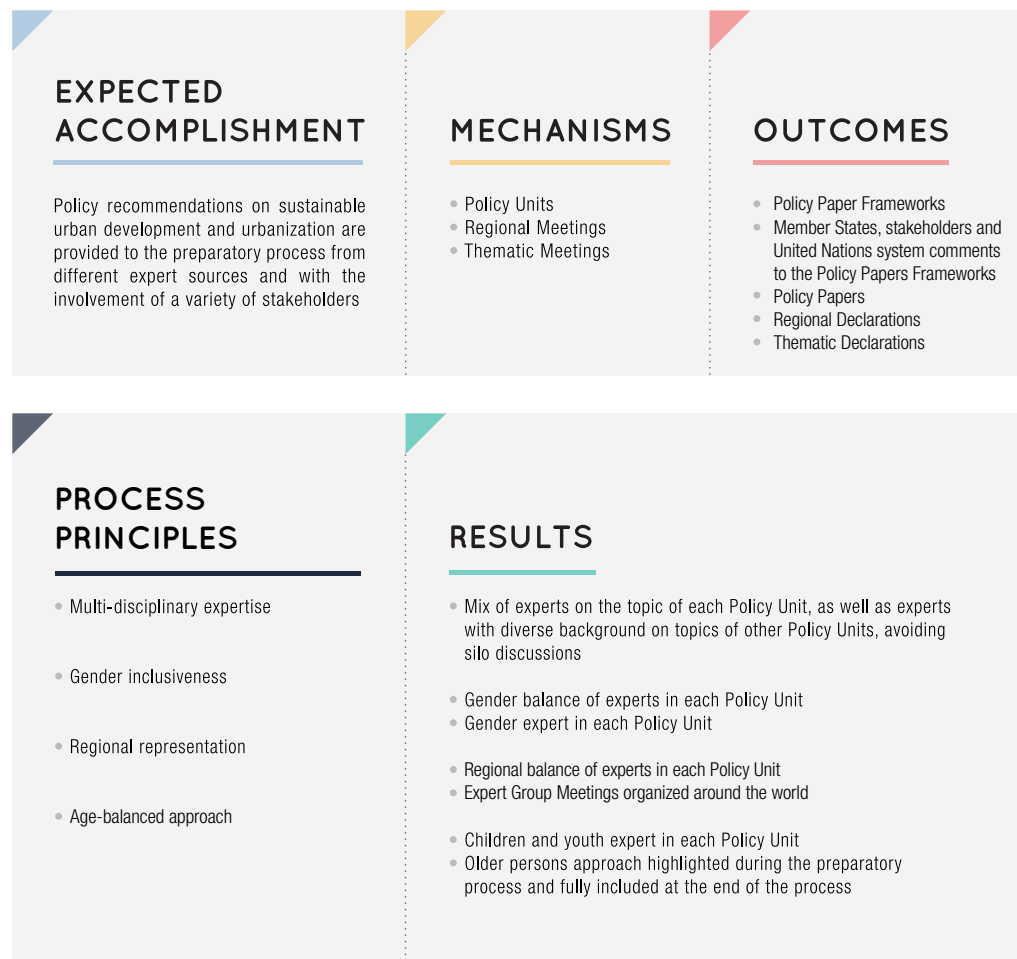 EXPECTED
ACCOMPLISHMENT
Policy recommendations on sustainable
urban development and urbanization are
provided to the preparatory process from
different expert sources and with the
involvement of a variety of stakeholders
MECHANISMS
• Policy Units
• Regional Meetings
• Thematic Meetings
OUTCOMES
• Policy Paper Frameworks
• Member States, stakeholders and
United Nations system comments
to the Policy Papers Frameworks
• Policy Papers
• Regional Declarations
• Thematic Declarations
PROCESS
PRINCIPLES
• Multi-disciplinary expertise
• Gender inclusiveness
• Regional representation
• Age-balanced approach
RESULTS
• Mix of experts on the topic of each Policy Unit, as well as experts
with diverse background on topics of other Policy Units, avoiding
silo discussions
• Gender balance of experts in each Policy Unit
• Gender expert in each Policy Unit
• Regional balance of experts in each Policy Unit
• Expert Group Meetings organized around the world
• Children and youth expert in each Policy Unit
• Older persons approach highlighted during the preparatory
process and fully included at the end of the process